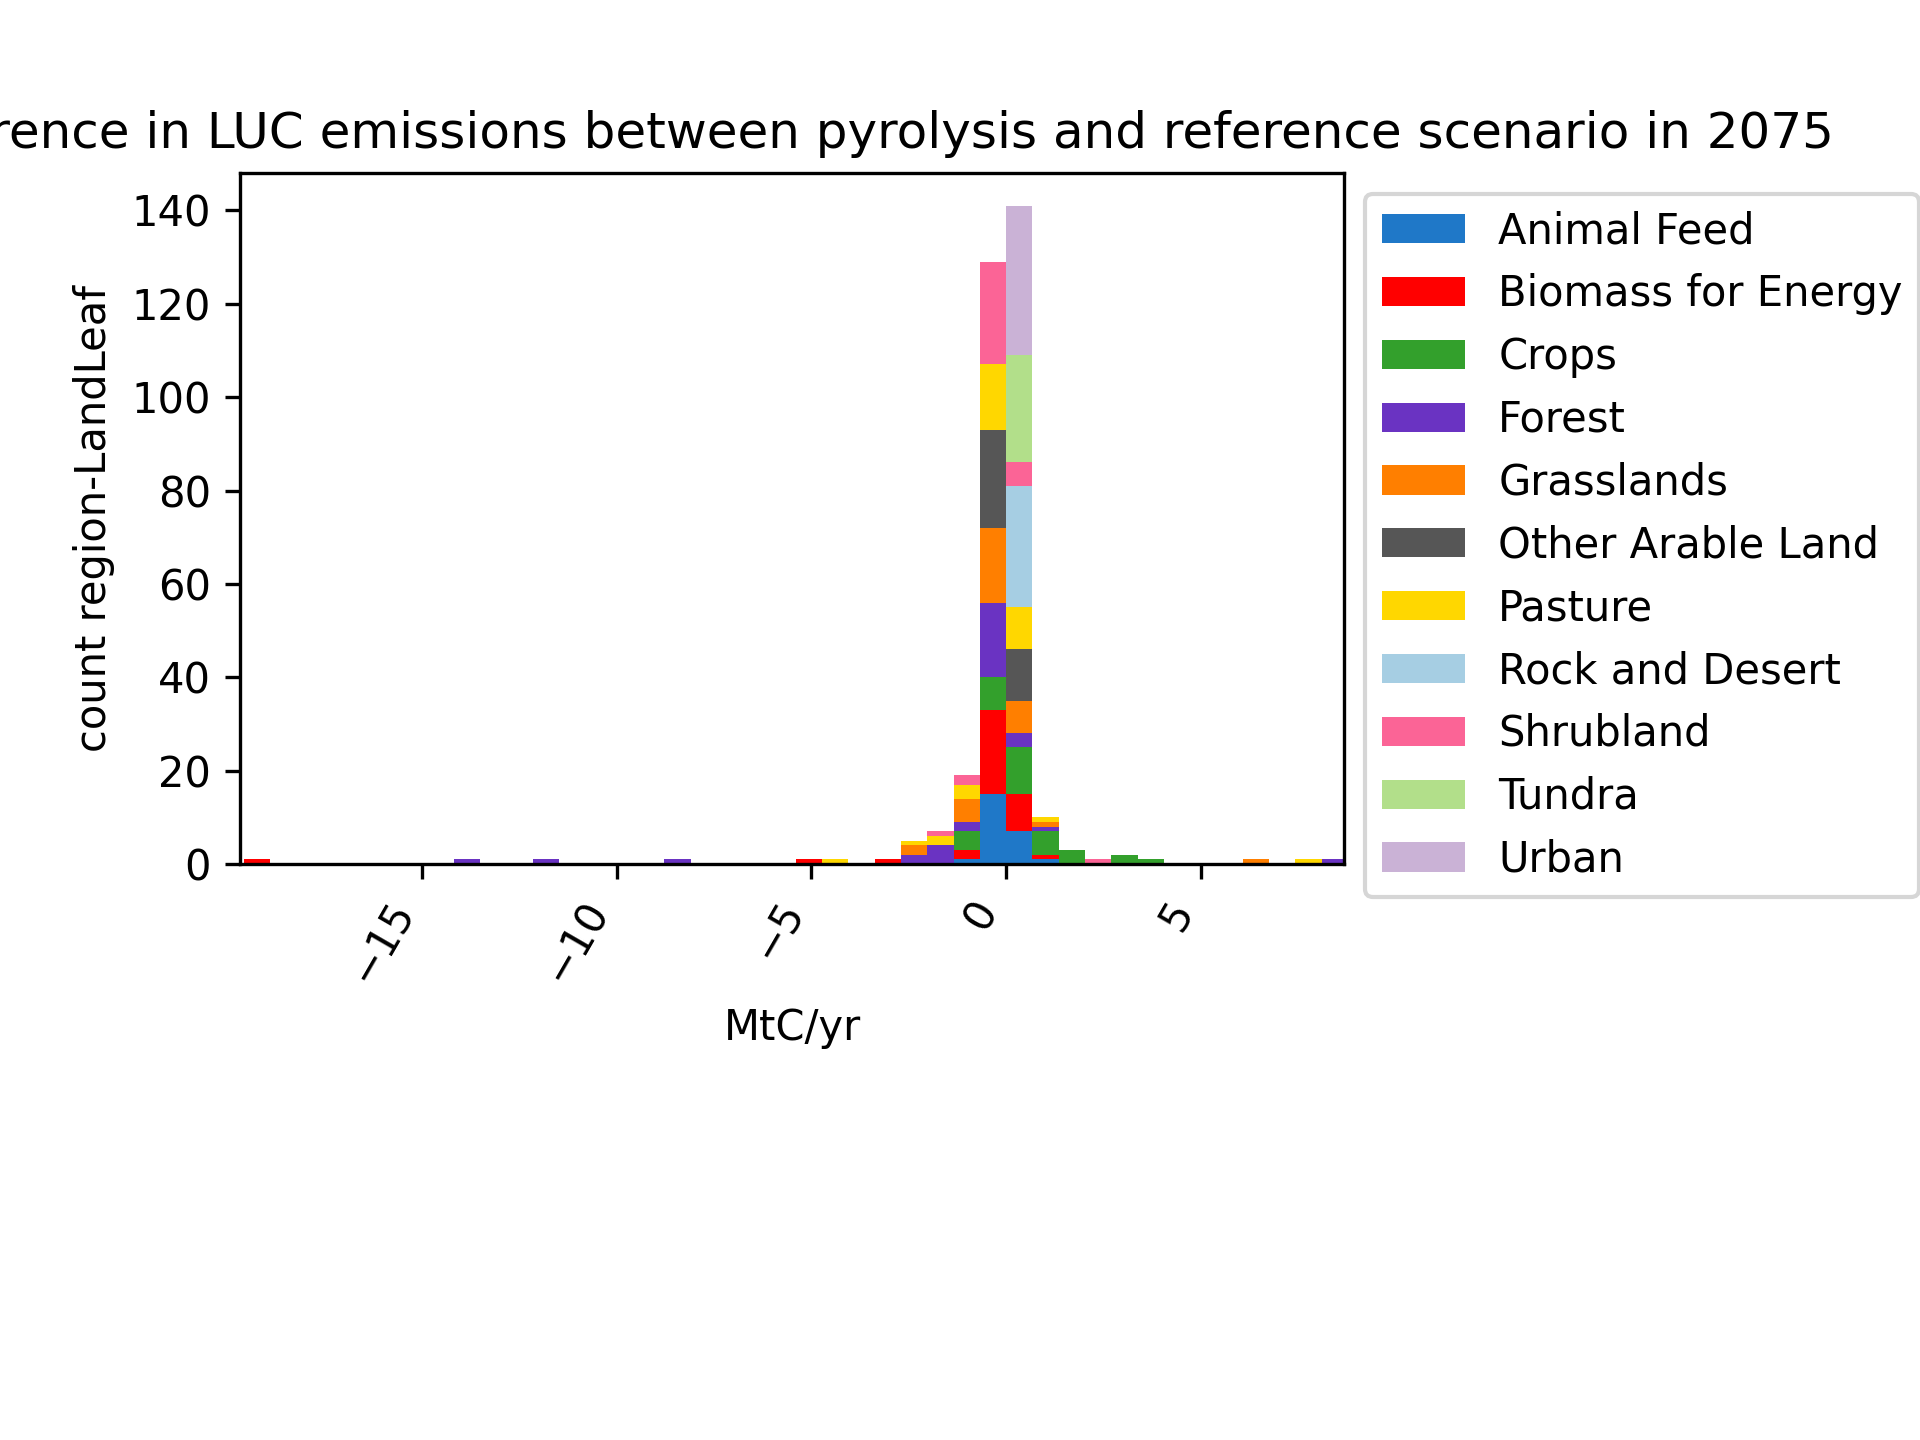 rence in LUC emissions between pyrolysis and reference scenario in 2075
140
120
100
80
60
40
20
0
count region-LandLeaf
−15
−10
−5
0
5
MtC/yr
Animal Feed
Biomass for Energy
Crops
Forest
Grasslands
Other Arable Land
Pasture
Rock and Desert
Shrubland
Tundra
Urban